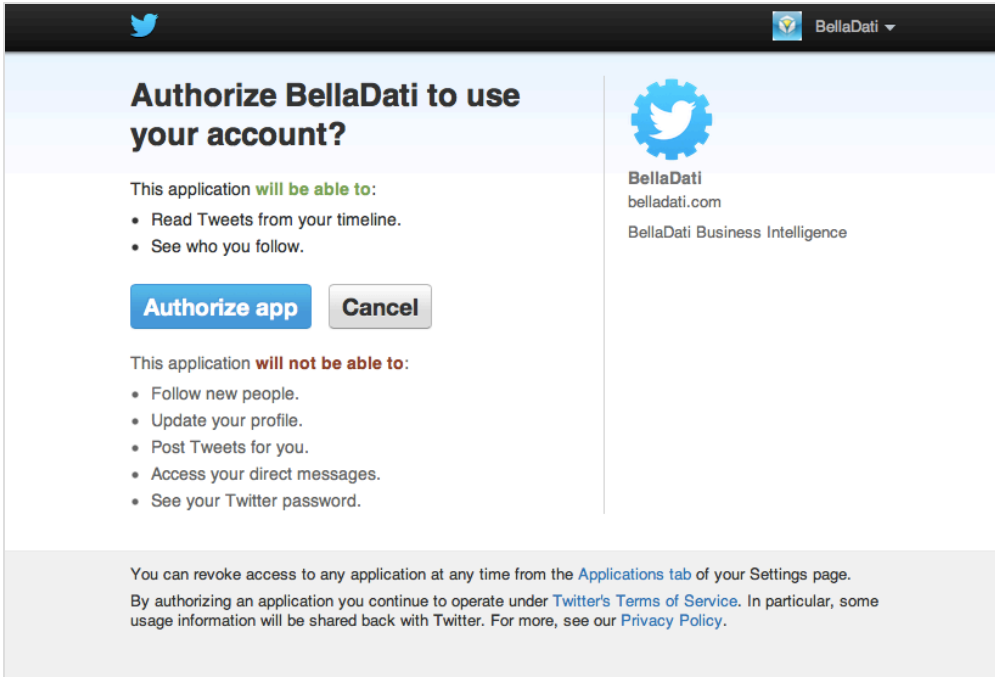 BellaDati
Authorize BellaDati to use
your account?
This application will be able to:
• Read Tweets from your timeline.
• See who you follow.
Authorize app
Cancel
This application will not be able to:
• Follow new people.
• Update your profile.
• Post Tweets for you.
• Access your direct messages.
• See your Twitter password.
BellaDati
belladati.com
BellaDati Business Intelligence
You can revoke access to any application at any time from the Applications tab of your Settings page.
By authorizing an application you continue to operate under Twitter's Terms of Service. In particular, some
usage information will be shared back with Twitter. For more, see our Privacy Policy.